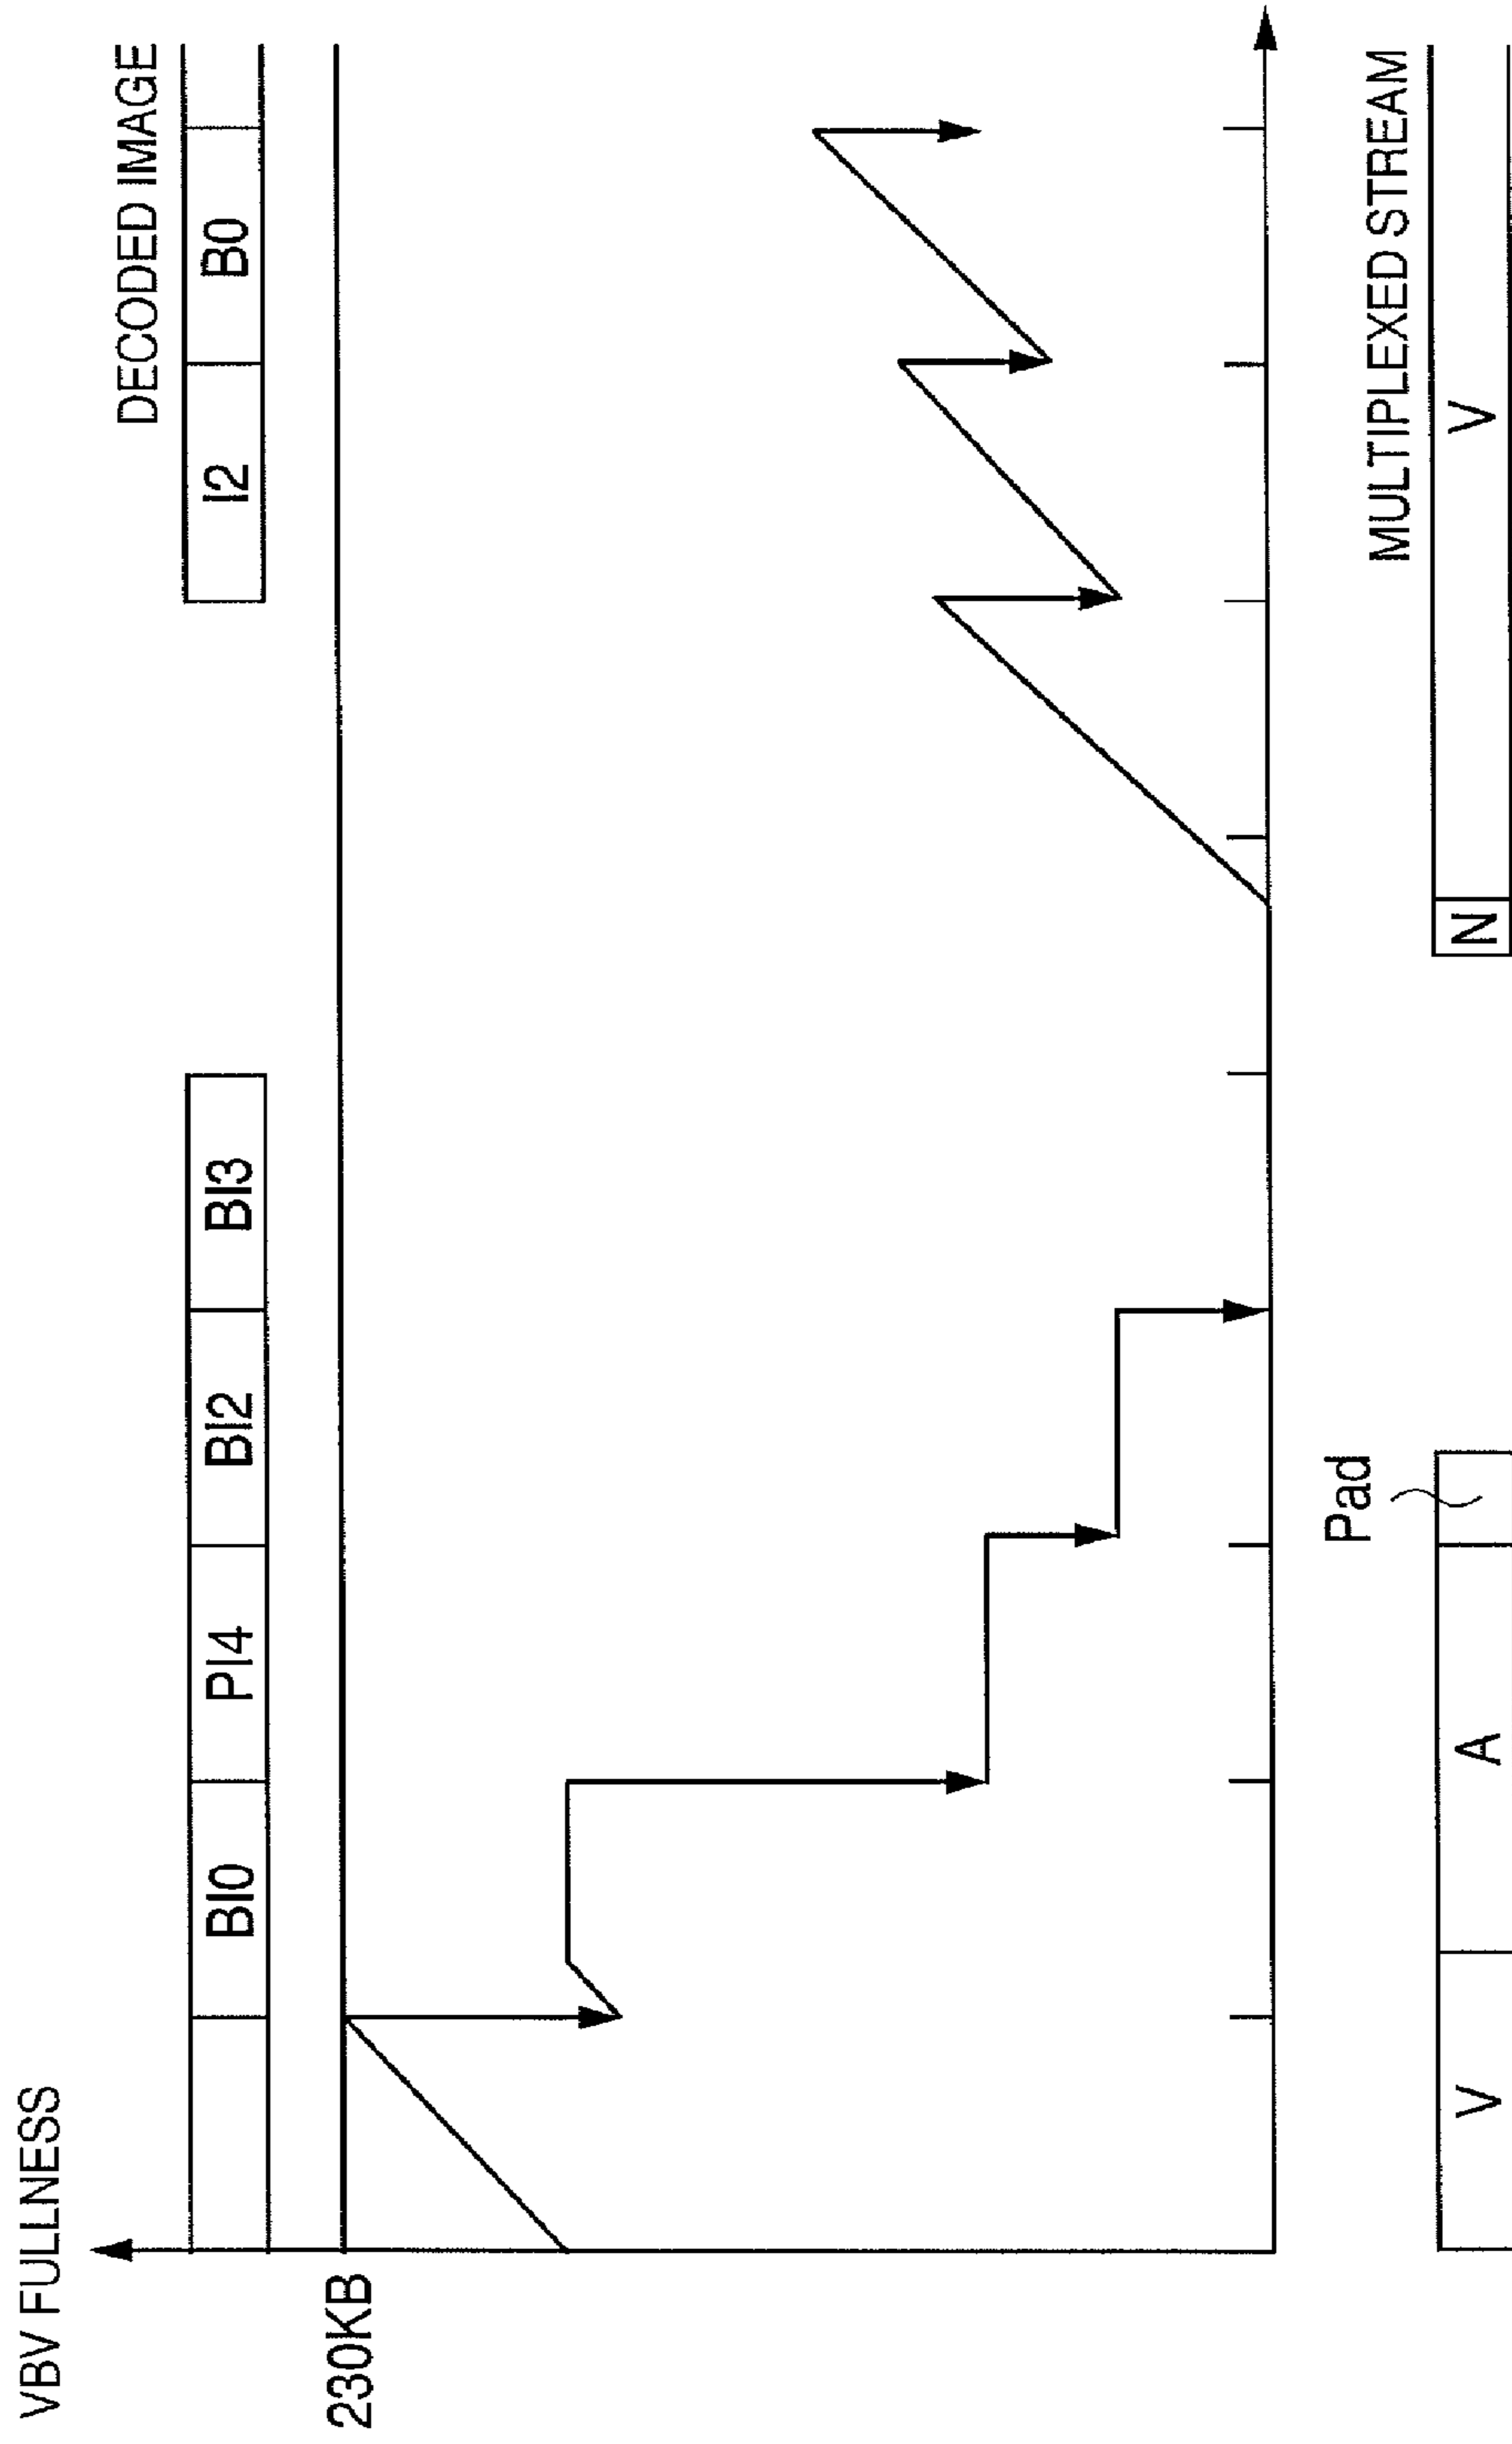 VBV FULLNESS
DECODED IMAGE
BI0 PI4 BI2 BI3 I2 B0
230KB
Pad
MULTIPLEXED STREAM
V A N V